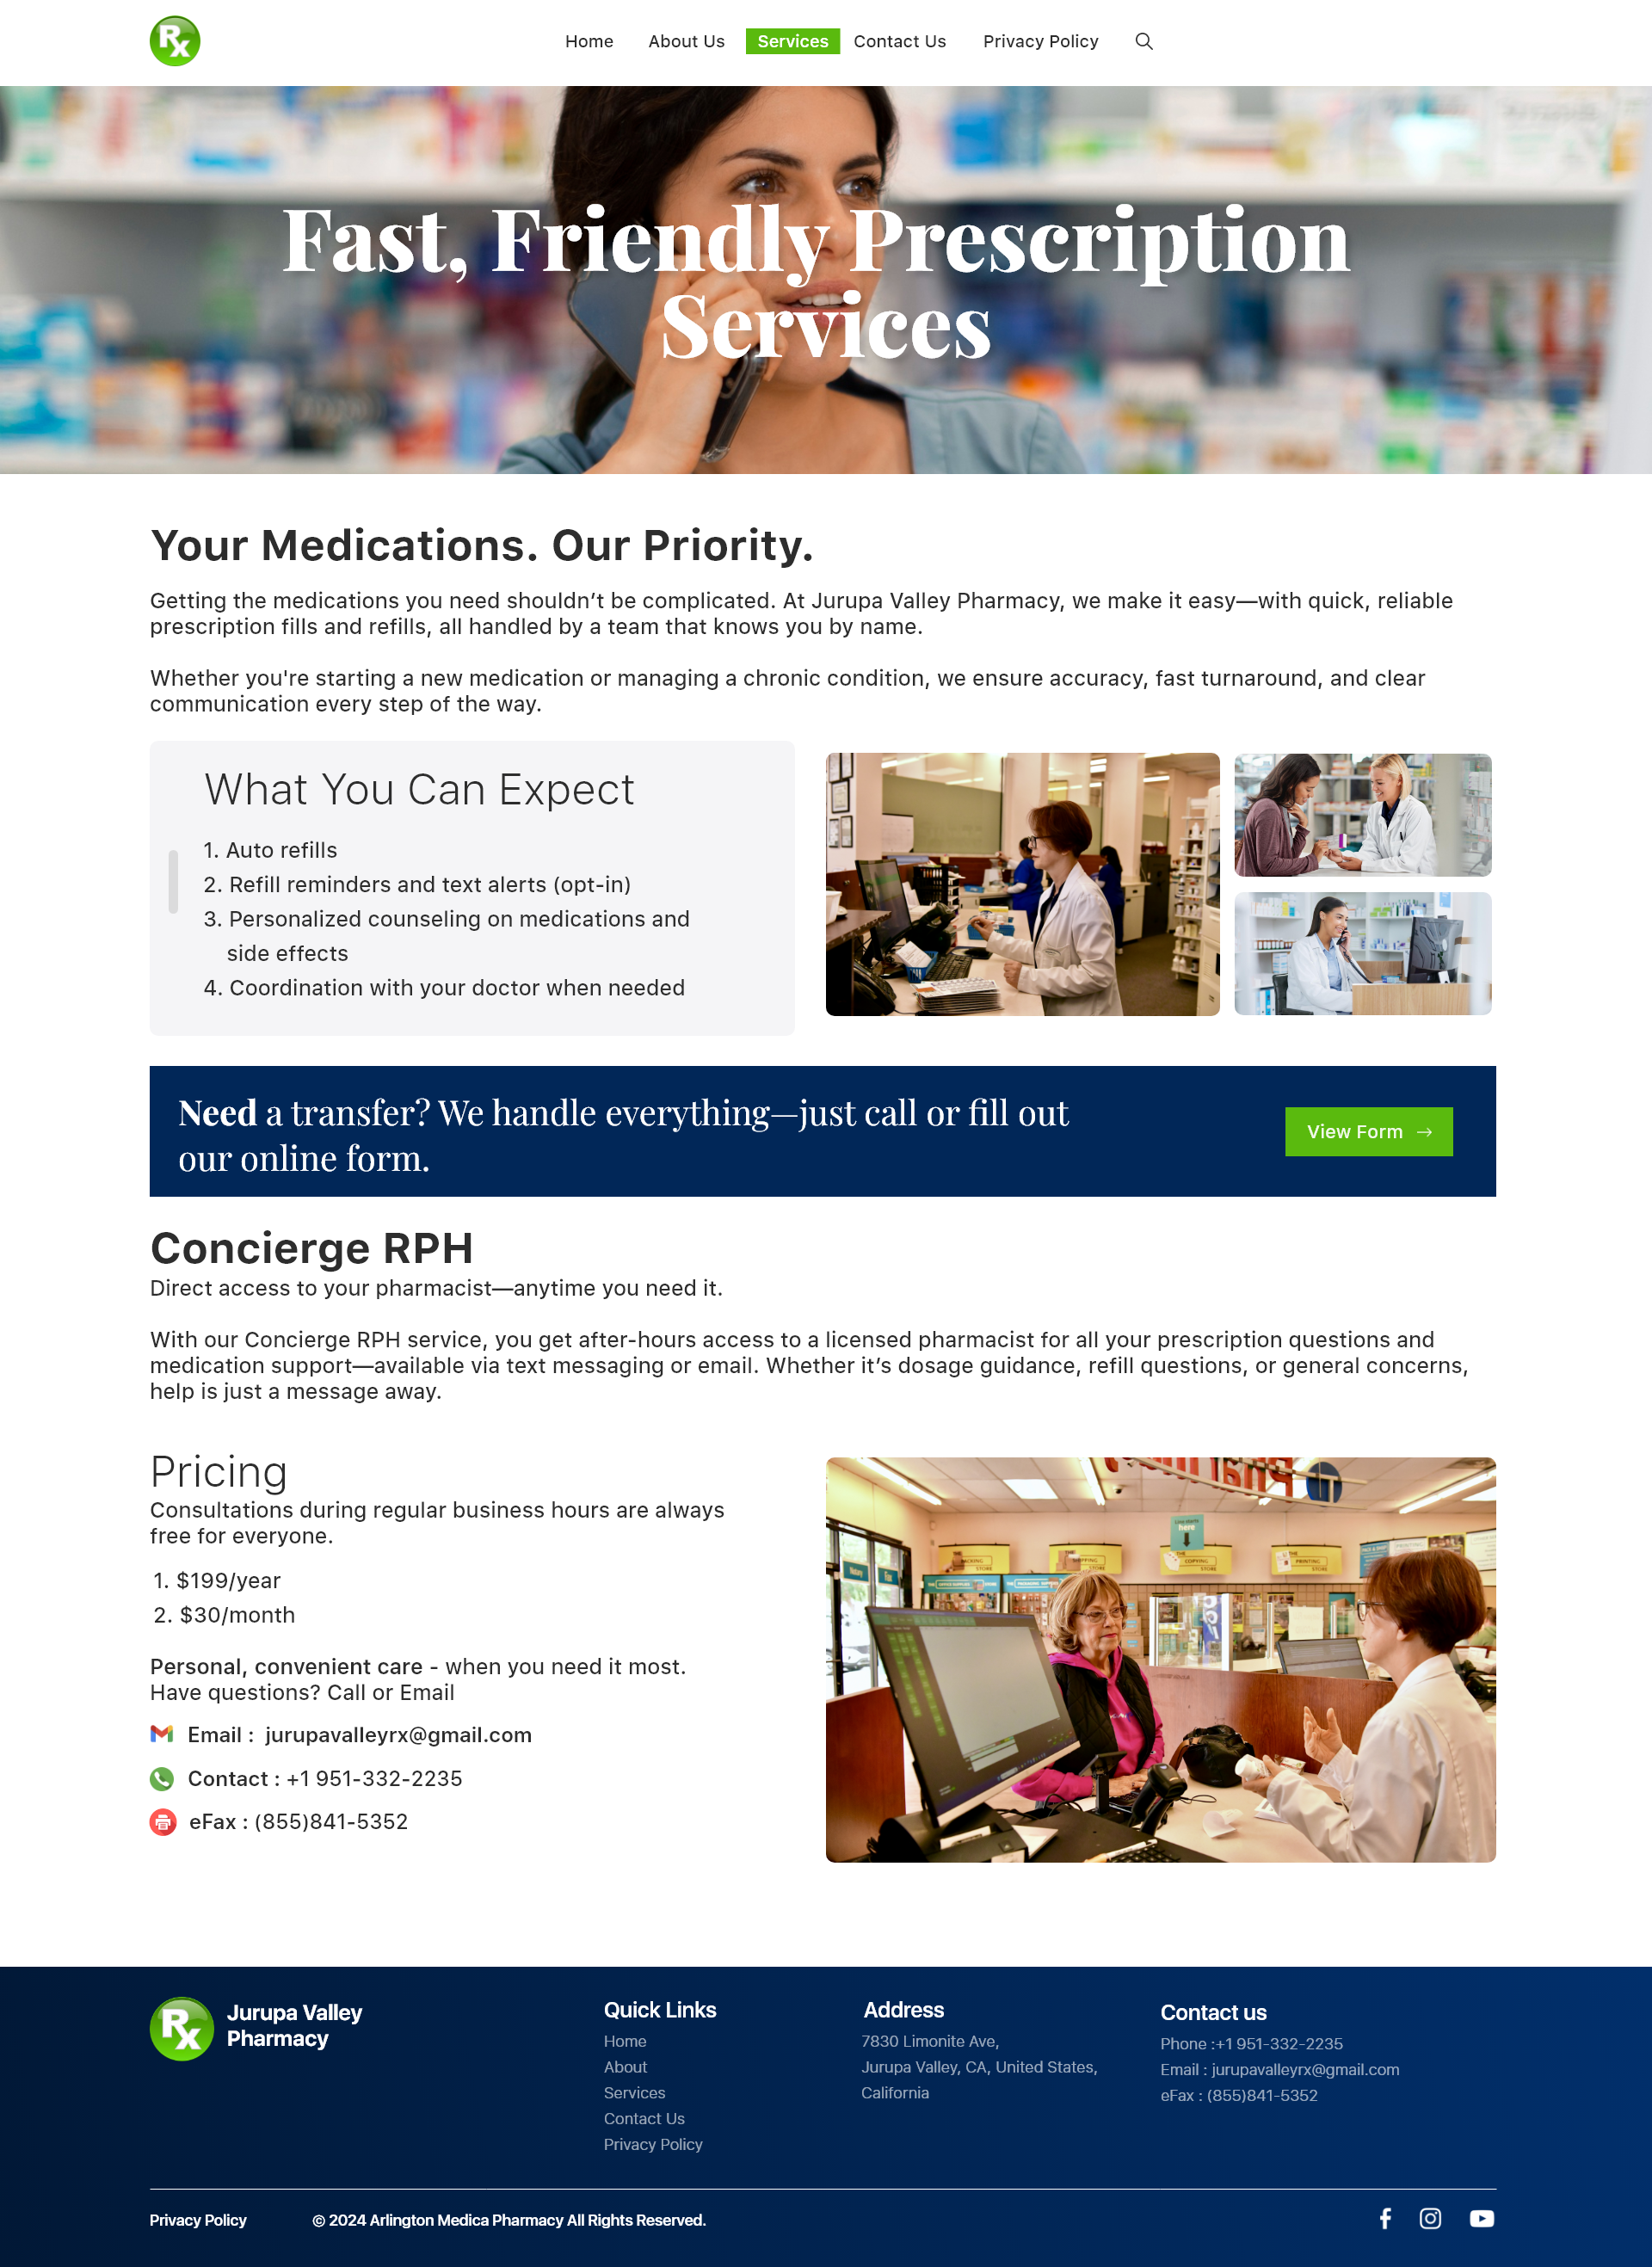 Rx
Home About Us Services Contact Us Privacy Policy
Fast, Friendly Prescription
Services
Your Medications. Our Priority.
Getting the medications you need shouldn’t be complicated. At Jurupa Valley Pharmacy, we make it easy—with quick, reliable
prescription fills and refills, all handled by a team that knows you by name.
Whether you're starting a new medication or managing a chronic condition, we ensure accuracy, fast turnaround, and clear
communication every step of the way.
What You Can Expect
1. Auto refills
2. Refill reminders and text alerts (opt-in)
3. Personalized counseling on medications and
side effects
4. Coordination with your doctor when needed
Need a transfer? We handle everything—just call or fill out
our online form.
View Form →
Concierge RPH
Direct access to your pharmacist—anytime you need it.
With our Concierge RPH service, you get after-hours access to a licensed pharmacist for all your prescription questions and
medication support—available via text messaging or email. Whether it’s dosage guidance, refill questions, or general concerns,
help is just a message away.
Pricing
Consultations during regular business hours are always
free for everyone.
1. $199/year
2. $30/month
Personal, convenient care - when you need it most.
Have questions? Call or Email
Email : jurupavalleyrx@gmail.com
Contact : +1 951-332-2235
eFax : (855)841-5352
here
THE COPYING STORE
THE PRINTING STORE
Rx
Jurupa Valley
Pharmacy
Quick Links
Home
About
Services
Contact Us
Privacy Policy
Address
7830 Limonite Ave,
Jurupa Valley, CA, United States,
California
Contact us
Phone :+1 951-332-2235
Email : jurupavalleyrx@gmail.com
eFax : (855)841-5352
Privacy Policy © 2024 Arlington Medica Pharmacy All Rights Reserved.